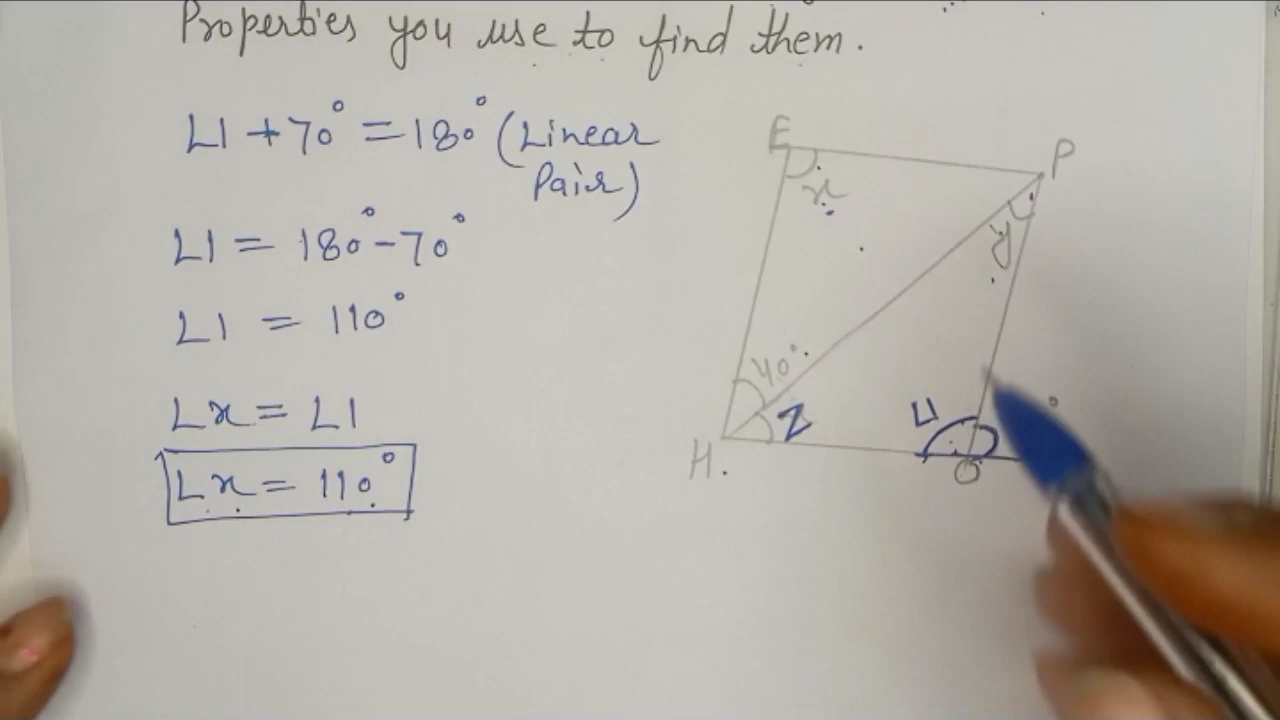 Properties you use to find them.
∠1 + 70° = 180° (Linear
Pair)
∠1 = 180° - 70°
∠1 = 110°
∠x = ∠1
∠x = 110°
E
P
x
y
40°
Z
∠1
H.
O